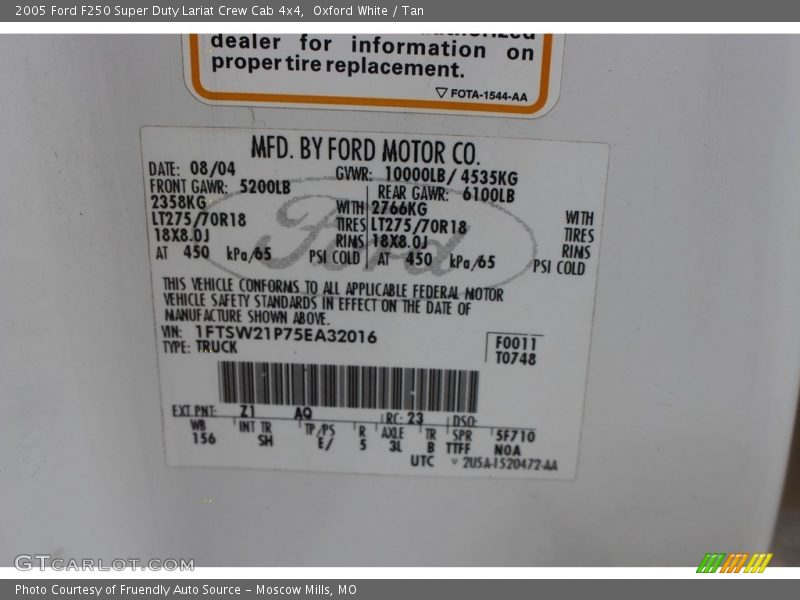 2005 Ford F250 Super Duty Lariat Crew Cab 4x4,  Oxford White / Tan
dealer for information on
proper tire replacement.
▽ FOTA-1544-AA
MFD. BY FORD MOTOR CO.
DATE: 08/04
GVWR: 10000LB/ 4535KG
FRONT GAWR: 5200LB
REAR GAWR: 6100LB
2358KG WITH 2766KG WITH
LT275/70R18 TIRES LT275/70R18 TIRES
18X8.0J RIMS 18X8.0J RIMS
AT 450 kPa/65 PSI COLD AT 450 kPa/65 PSI COLD
Ford
THIS VEHICLE CONFORMS TO ALL APPLICABLE FEDERAL MOTOR
VEHICLE SAFETY STANDARDS IN EFFECT ON THE DATE OF
MANUFACTURE SHOWN ABOVE.
VIN: 1FTSW21P75EA32016
TYPE: TRUCK
F0011
T0748
EXT PNT: Z1 AQ RC: 23 DSO:
WB INT TR TP/PS R AXLE TR SPR 5F710
156 SH E/ 5 3L B TTFF NOA
UTC ▽ 2U5A-1520472-AA
GTCARLOT.COM
Photo Courtesy of Fruendly Auto Source – Moscow Mills, MO